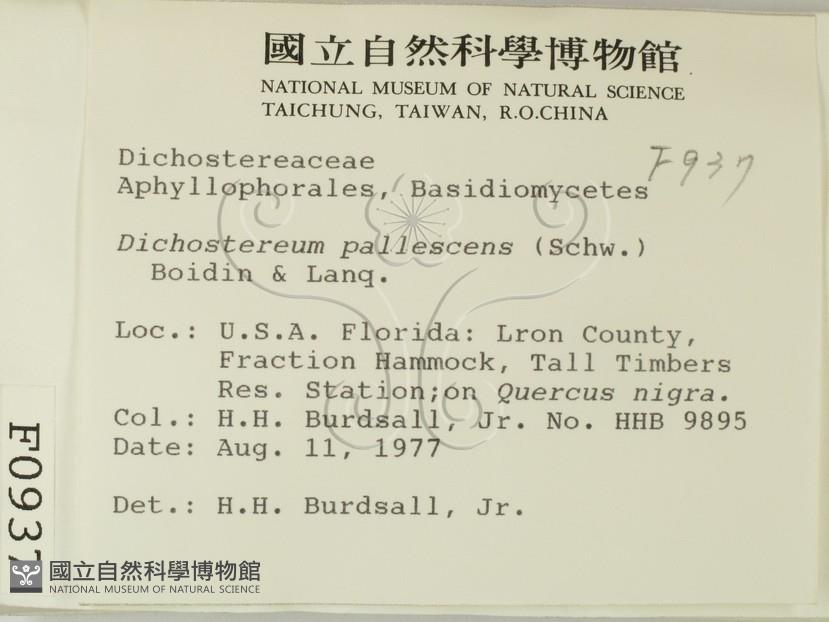 國立自然科學博物館
NATIONAL MUSEUM OF NATURAL SCIENCE
TAICHUNG, TAIWAN, R.O.CHINA
F937
Dichostereaceae
Aphyllophorales, Basidiomycetes
Dichostereum pallescens (Schw.)
Boidin & Lanq.
Loc.: U.S.A. Florida: Lron County,
Fraction Hammock, Tall Timbers
Res. Station;on Quercus nigra.
Col.: H.H. Burdsall, Jr. No. HHB 9895
Date: Aug. 11, 1977
Det.: H.H. Burdsall, Jr.
F0937
國立自然科學博物館
NATIONAL MUSEUM OF NATURAL SCIENCE